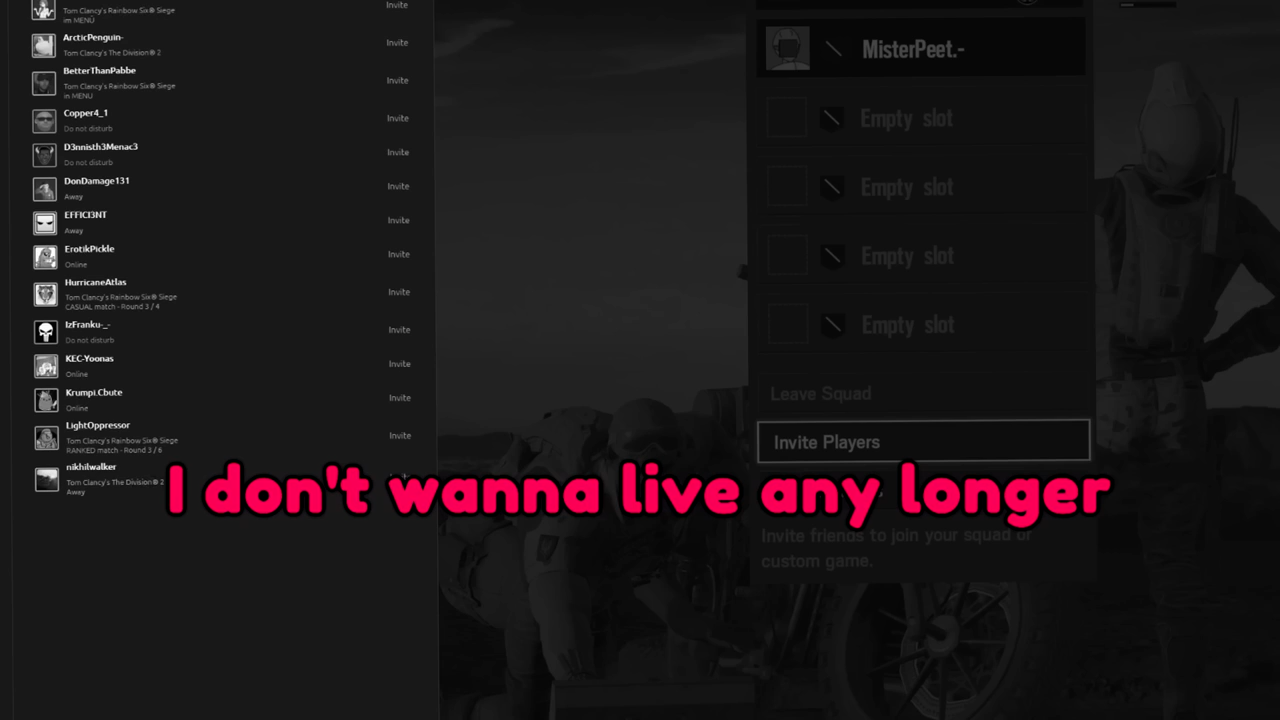 Invite
Tom Clancy's Rainbow Six® Siege
im MENÜ
ArcticPenguin-
Tom Clancy's The Division® 2
Invite
BetterThanPabbe
Tom Clancy's Rainbow Six® Siege
in MENU
Invite
Copper4_1
Do not disturb
Invite
D3nnisth3Menac3
Do not disturb
Invite
DonDamage131
Away
Invite
EFFICI3NT
Away
Invite
ErotikPickle
Online
Invite
HurricaneAtlas
Tom Clancy's Rainbow Six® Siege
CASUAL match - Round 3 / 4
Invite
IzFranku-_-
Do not disturb
Invite
KEC-Yoonas
Online
Invite
Krumpi.Cbute
Online
Invite
LightOppressor
Tom Clancy's Rainbow Six® Siege
RANKED match - Round 3 / 6
Invite
nikhilwalker
Tom Clancy's The Division® 2
Away
MisterPeet.-
Empty slot
Empty slot
Empty slot
Empty slot
Leave Squad
Invite Players
I don't wanna live any longer
Invite friends to join your squad or
custom game.